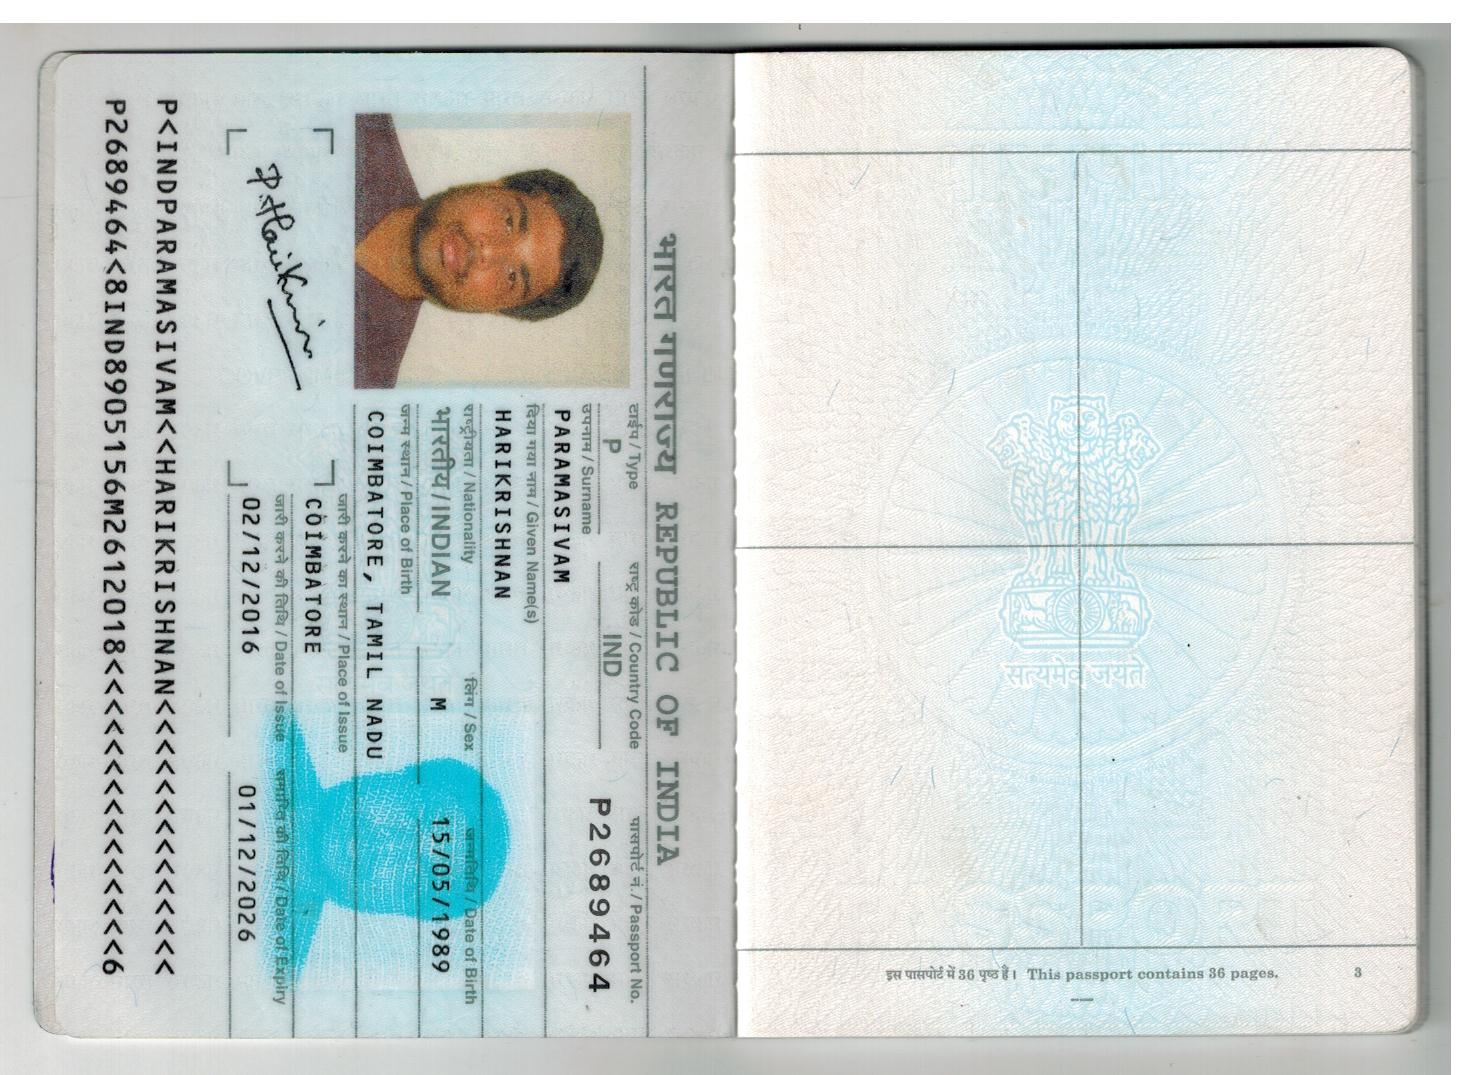 भारत गणराज्य REPUBLIC OF INDIA
टाईप / Type राष्ट्र कोड / Country Code पासपोर्ट नं. / Passport No.
P IND P2689464
उपनाम / Surname
PARAMASIVAM
दिया गया नाम / Given Name(s)
HARIKRISHNAN
राष्ट्रीयता / Nationality लिंग / Sex जन्मतिथि / Date of Birth
भारतीय / INDIAN M 15/05/1989
जन्म स्थान / Place of Birth
COIMBATORE, TAMIL NADU
जारी करने का स्थान / Place of Issue
COIMBATORE
जारी करने की तिथि / Date of Issue समाप्ति की तिथि / Date of Expiry
02/12/2016 01/12/2026
P.Harikrishnan
P<INDPARAMASIVAM<<HARIKRISHNAN<<<<<<<<<<<<<<
P2689464<8IND8905156M2612018<<<<<<<<<<<<<<<6
सत्यमेव जयते
इस पासपोर्ट में 36 पृष्ठ हैं। This passport contains 36 pages. 3